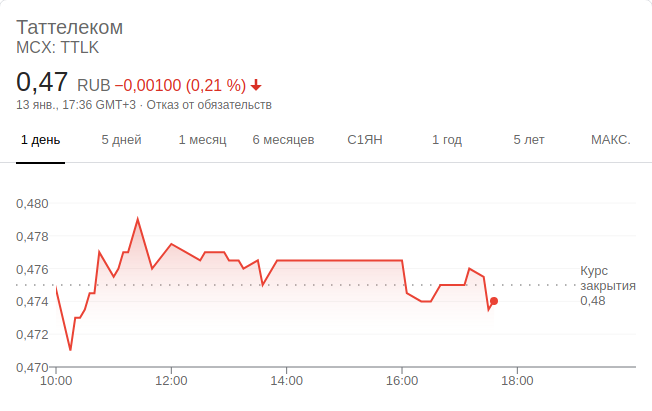 Таттелеком
MCX: TTLK
0,47 RUB −0,00100 (0,21 %)
13 янв., 17:36 GMT+3 · Отказ от обязательств
1 день 5 дней 1 месяц 6 месяцев С1ЯН 1 год 5 лет МАКС.
0,480
0,478
0,476
0,474
0,472
0,470
Курс
закрытия
0,48
10:00 12:00 14:00 16:00 18:00